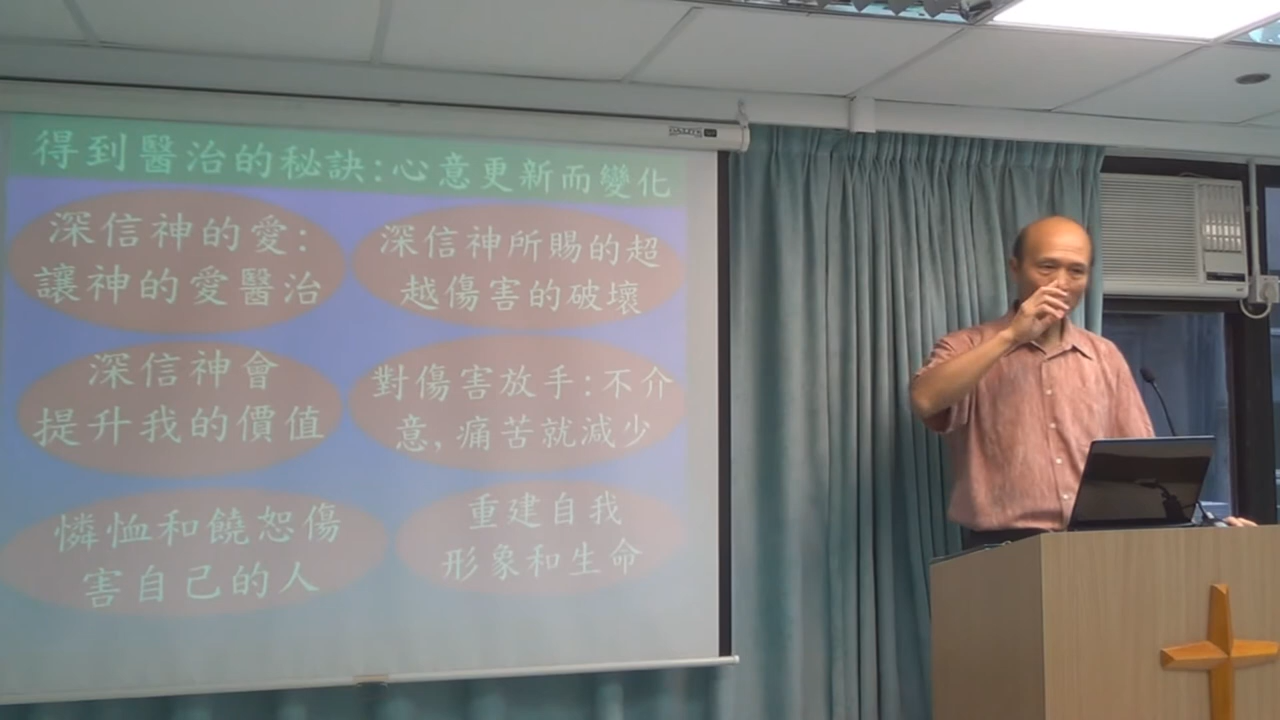 得到醫治的秘訣:心意更新而變化
深信神的愛:
讓神的愛醫治
深信神所賜的超
越傷害的破壞
深信神會
提升我的價值
對傷害放手:不介
意,痛苦就減少
憐恤和饒恕傷
害自己的人
重建自我
形象和生命